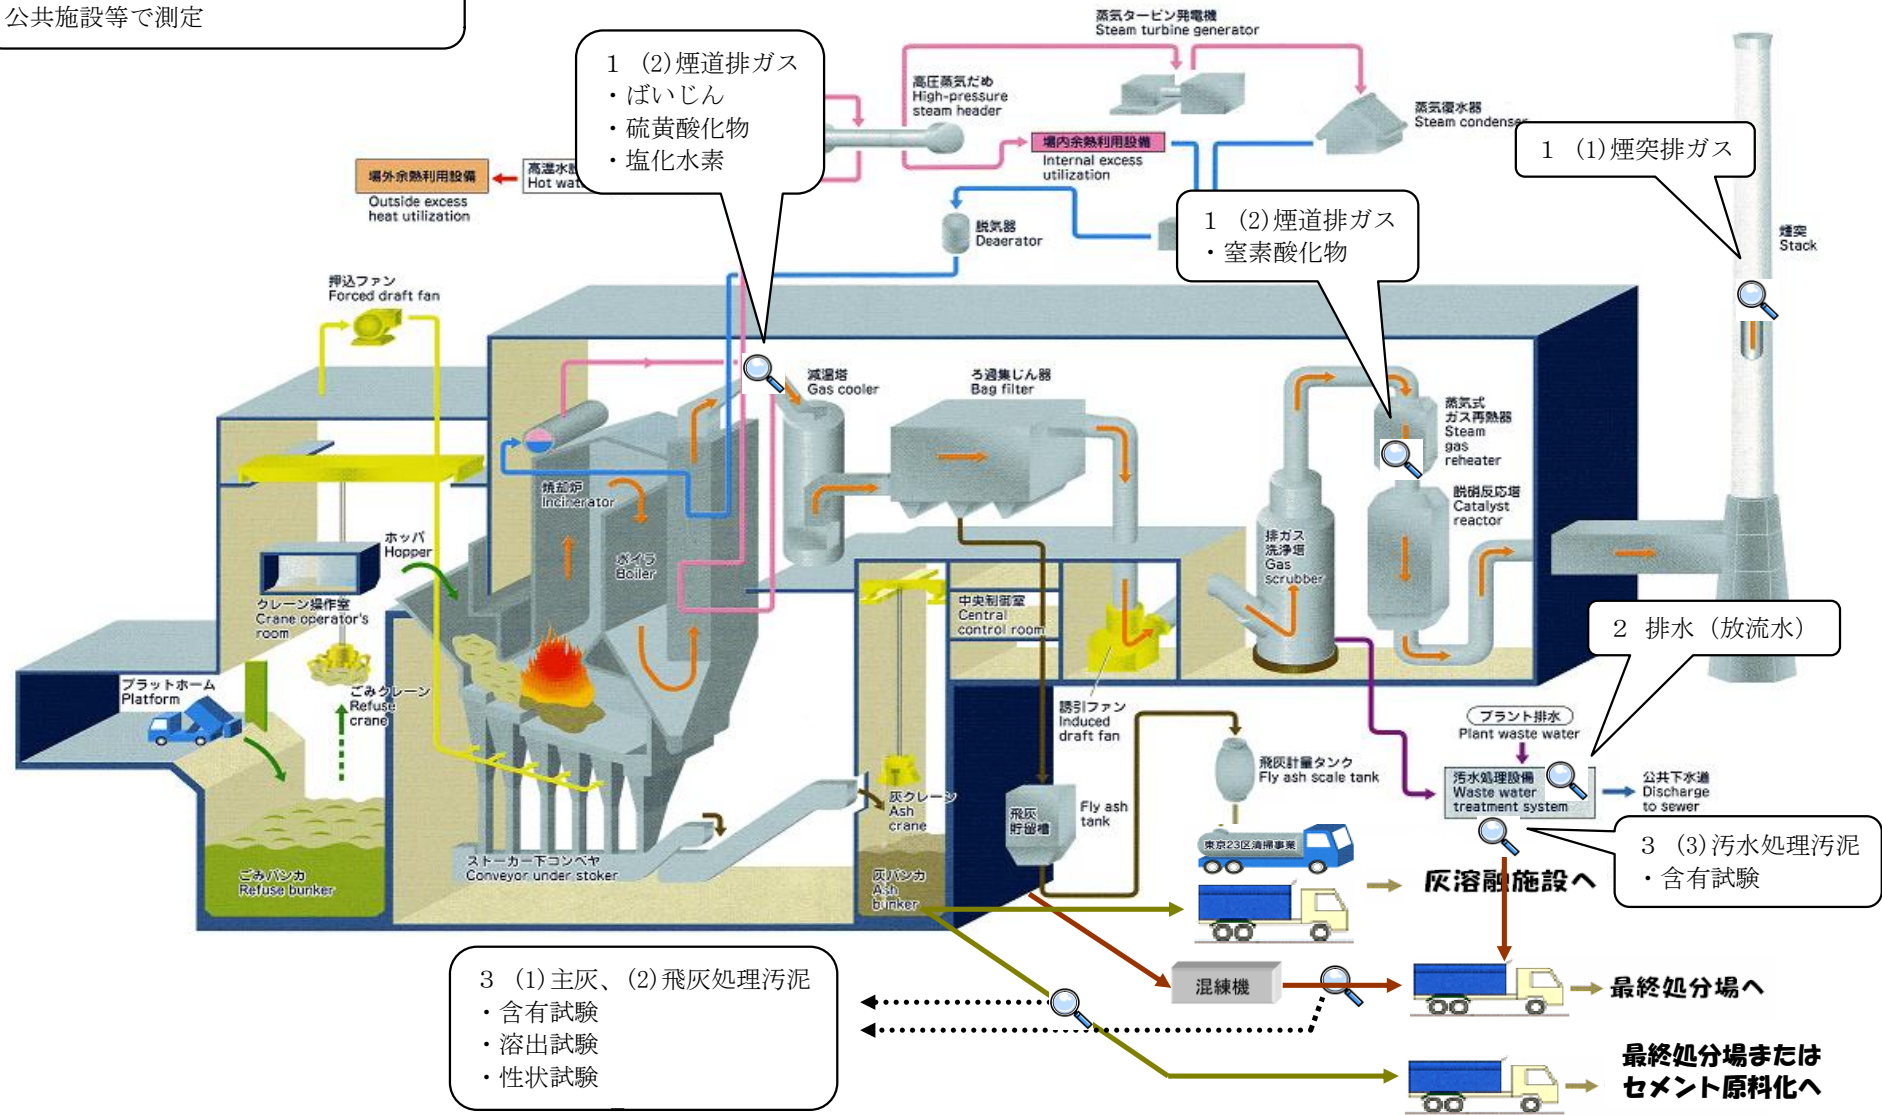 公共施設等で測定
蒸気タービン発電機
Steam turbine generator
1 (2)煙道排ガス
・ばいじん
・硫黄酸化物
・塩化水素
高圧蒸気だめ
High-pressure
steam header
蒸気復水器
Steam condenser
1 (1)煙突排ガス
場内余熱利用設備
Internal excess
utilization
場外余熱利用設備
Outside excess
heat utilization
高温水
Hot
脱気器
Deaerator
1 (2)煙道排ガス
・窒素酸化物
煙突
Stack
押込ファン
Forced draft fan
減温塔
Gas cooler
ろ過集じん器
Bag filter
蒸気式
ガス再熱器
Steam
gas
reheater
焼却炉
Incinerator
脱硝反応塔
Catalyst
reactor
ホッパ
Hopper
ボイラ
Boiler
排ガス
洗浄塔
Gas
scrubber
クレーン操作室
Crane operator's
room
中央制御室
Central
control room
2 排水（放流水）
プラットホーム
Platform
ごみクレーン
Refuse
crane
誘引ファン
Induced
draft fan
プラント排水
Plant waste water
飛灰計量タンク
Fly ash scale tank
汚水処理設備
Waste water
treatment system
公共下水道
Discharge
to sewer
灰クレーン
Ash
crane
飛灰
貯留槽
Fly ash
tank
東京23区清掃事業
3 (3)汚水処理汚泥
・含有試験
ごみバンカ
Refuse bunker
ストーカー下コンベヤ
Conveyor under stoker
灰バンカ
Ash
bunker
灰溶融施設へ
3 (1)主灰、(2)飛灰処理汚泥
・含有試験
・溶出試験
・性状試験
混練機
最終処分場へ
最終処分場または
セメント原料化へ